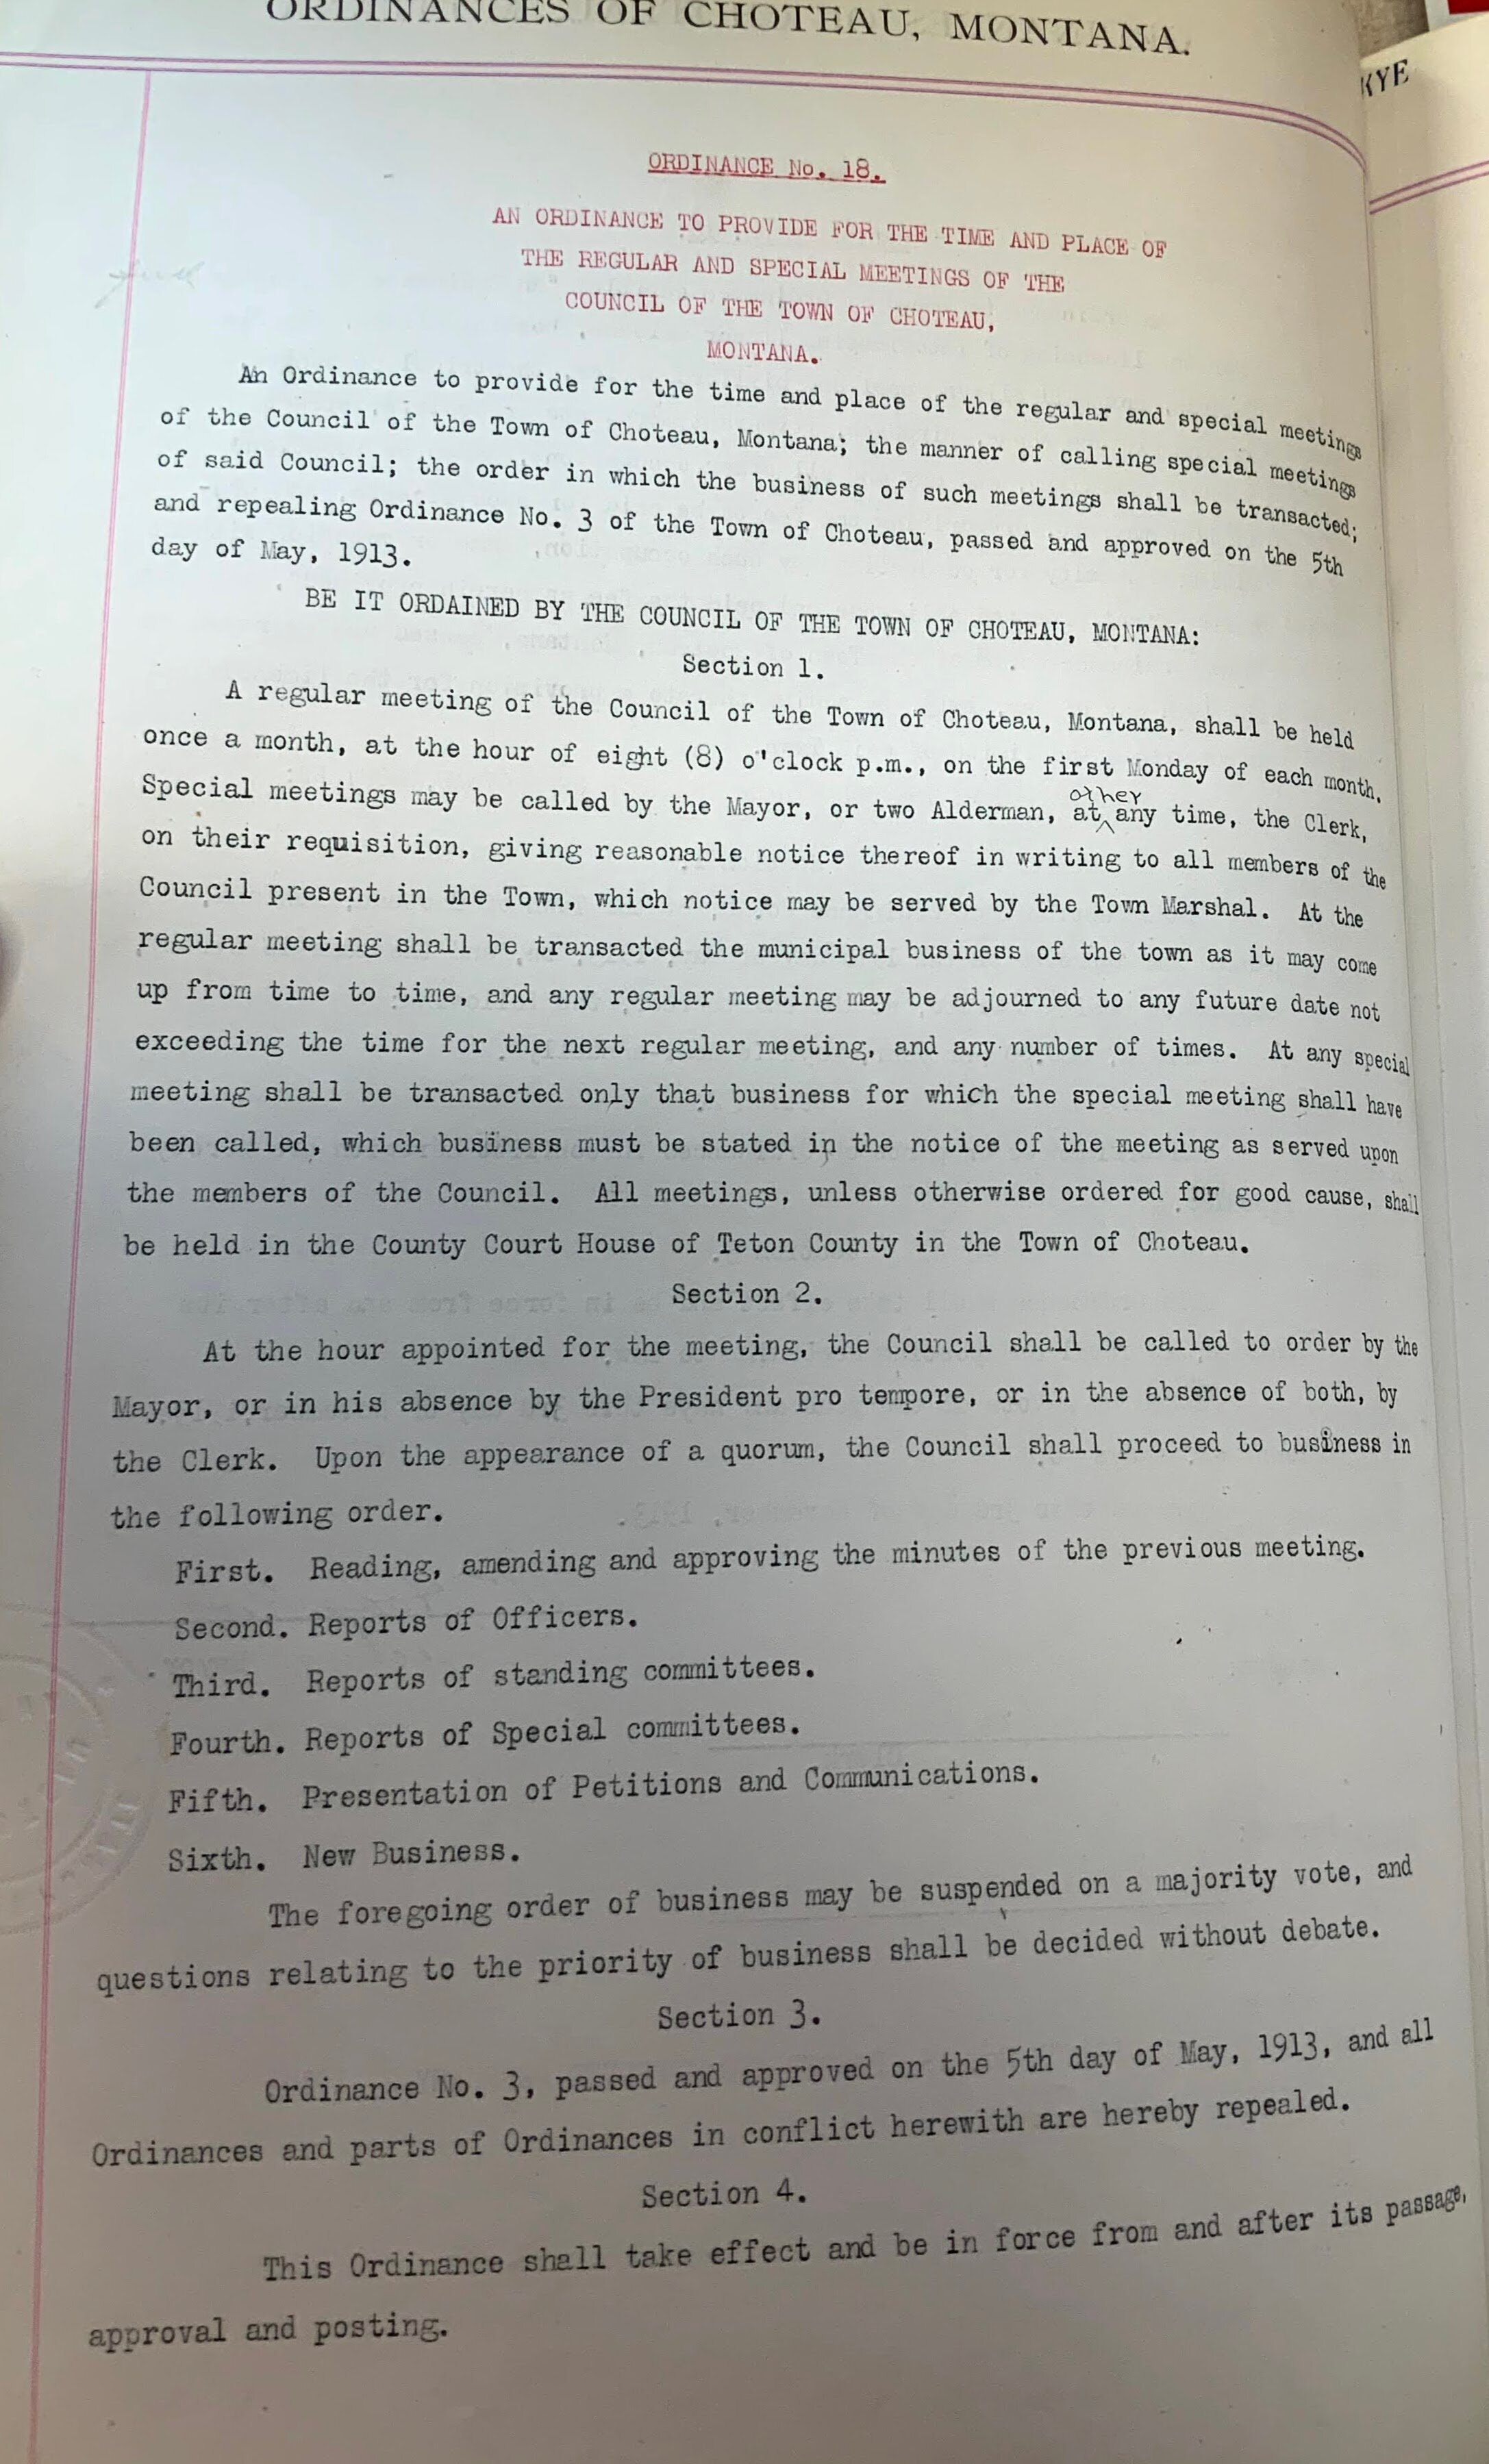 ORDINANCES OF CHOTEAU, MONTANA.
KYE
ORDINANCE No. 18.
AN ORDINANCE TO PROVIDE FOR THE TIME AND PLACE OF
THE REGULAR AND SPECIAL MEETINGS OF THE
COUNCIL OF THE TOWN OF CHOTEAU,
MONTANA.
An Ordinance to provide for the time and place of the regular and special meetings
of the Council of the Town of Choteau, Montana; the manner of calling special meetings
of said Council; the order in which the business of such meetings shall be transacted;
and repealing Ordinance No. 3 of the Town of Choteau, passed and approved on the 5th
day of May, 1913.
BE IT ORDAINED BY THE COUNCIL OF THE TOWN OF CHOTEAU, MONTANA:
Section 1.
A regular meeting of the Council of the Town of Choteau, Montana, shall be held
once a month, at the hour of eight (8) o'clock p.m., on the first Monday of each month.
other
Special meetings may be called by the Mayor, or two Alderman, at any time, the Clerk,
on their requisition, giving reasonable notice thereof in writing to all members of the
Council present in the Town, which notice may be served by the Town Marshal. At the
regular meeting shall be transacted the municipal business of the town as it may come
up from time to time, and any regular meeting may be adjourned to any future date not
exceeding the time for the next regular meeting, and any number of times. At any special
meeting shall be transacted only that business for which the special meeting shall have
been called, which business must be stated in the notice of the meeting as served upon
the members of the Council. All meetings, unless otherwise ordered for good cause, shall
be held in the County Court House of Teton County in the Town of Choteau.
Section 2.
At the hour appointed for the meeting, the Council shall be called to order by the
Mayor, or in his absence by the President pro tempore, or in the absence of both, by
the Clerk. Upon the appearance of a quorum, the Council shall proceed to business in
the following order.
First. Reading, amending and approving the minutes of the previous meeting.
Second. Reports of Officers.
Third. Reports of standing committees.
Fourth. Reports of Special committees.
Fifth. Presentation of Petitions and Communications.
Sixth. New Business.
The foregoing order of business may be suspended on a majority vote, and
questions relating to the priority of business shall be decided without debate.
Section 3.
Ordinance No. 3, passed and approved on the 5th day of May, 1913, and all
Ordinances and parts of Ordinances in conflict herewith are hereby repealed.
Section 4.
This Ordinance shall take effect and be in force from and after its passage,
approval and posting.